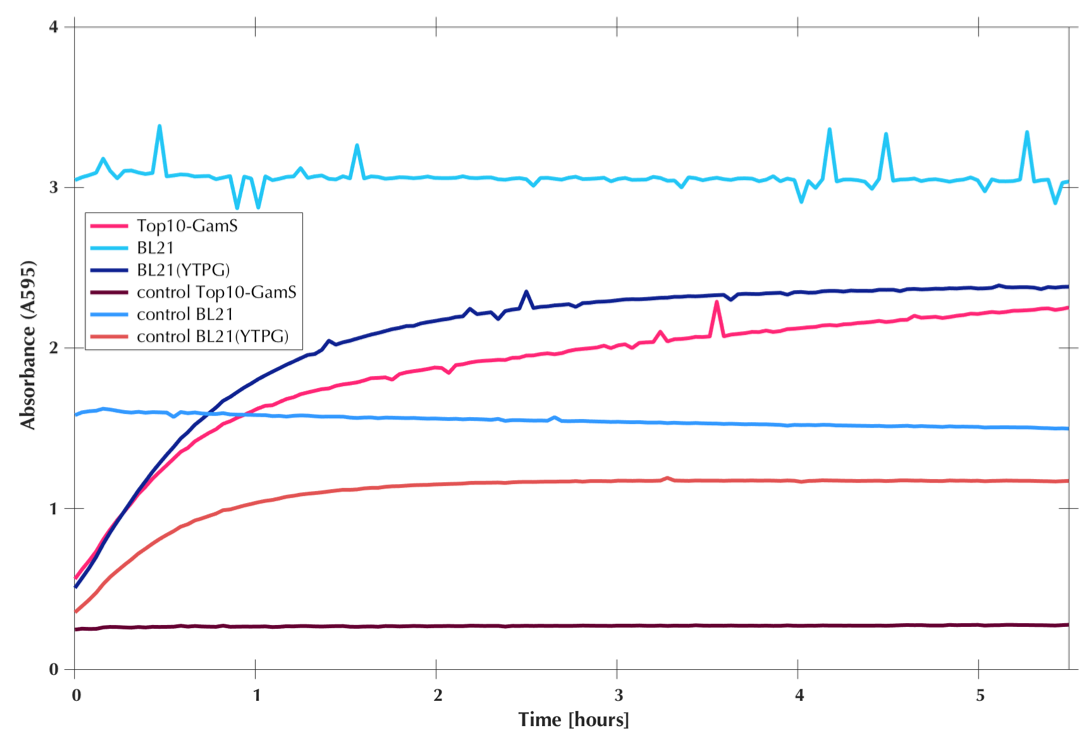 4
3
2
1
0
Absorbance (A595)
Top10-GamS
BL21
BL21(YTPG)
control Top10-GamS
control BL21
control BL21(YTPG)
0 1 2 3 4 5
Time [hours]